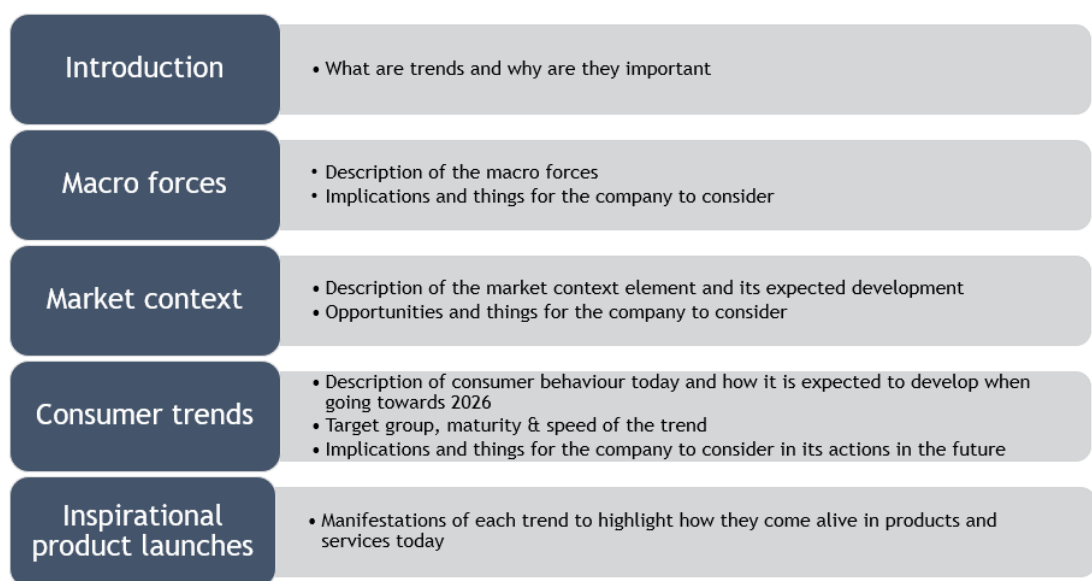 Introduction
• What are trends and why are they important
Macro forces
• Description of the macro forces
• Implications and things for the company to consider
Market context
• Description of the market context element and its expected development
• Opportunities and things for the company to consider
Consumer trends
• Description of consumer behaviour today and how it is expected to develop when
going towards 2026
• Target group, maturity & speed of the trend
• Implications and things for the company to consider in its actions in the future
Inspirational
product launches
• Manifestations of each trend to highlight how they come alive in products and
services today